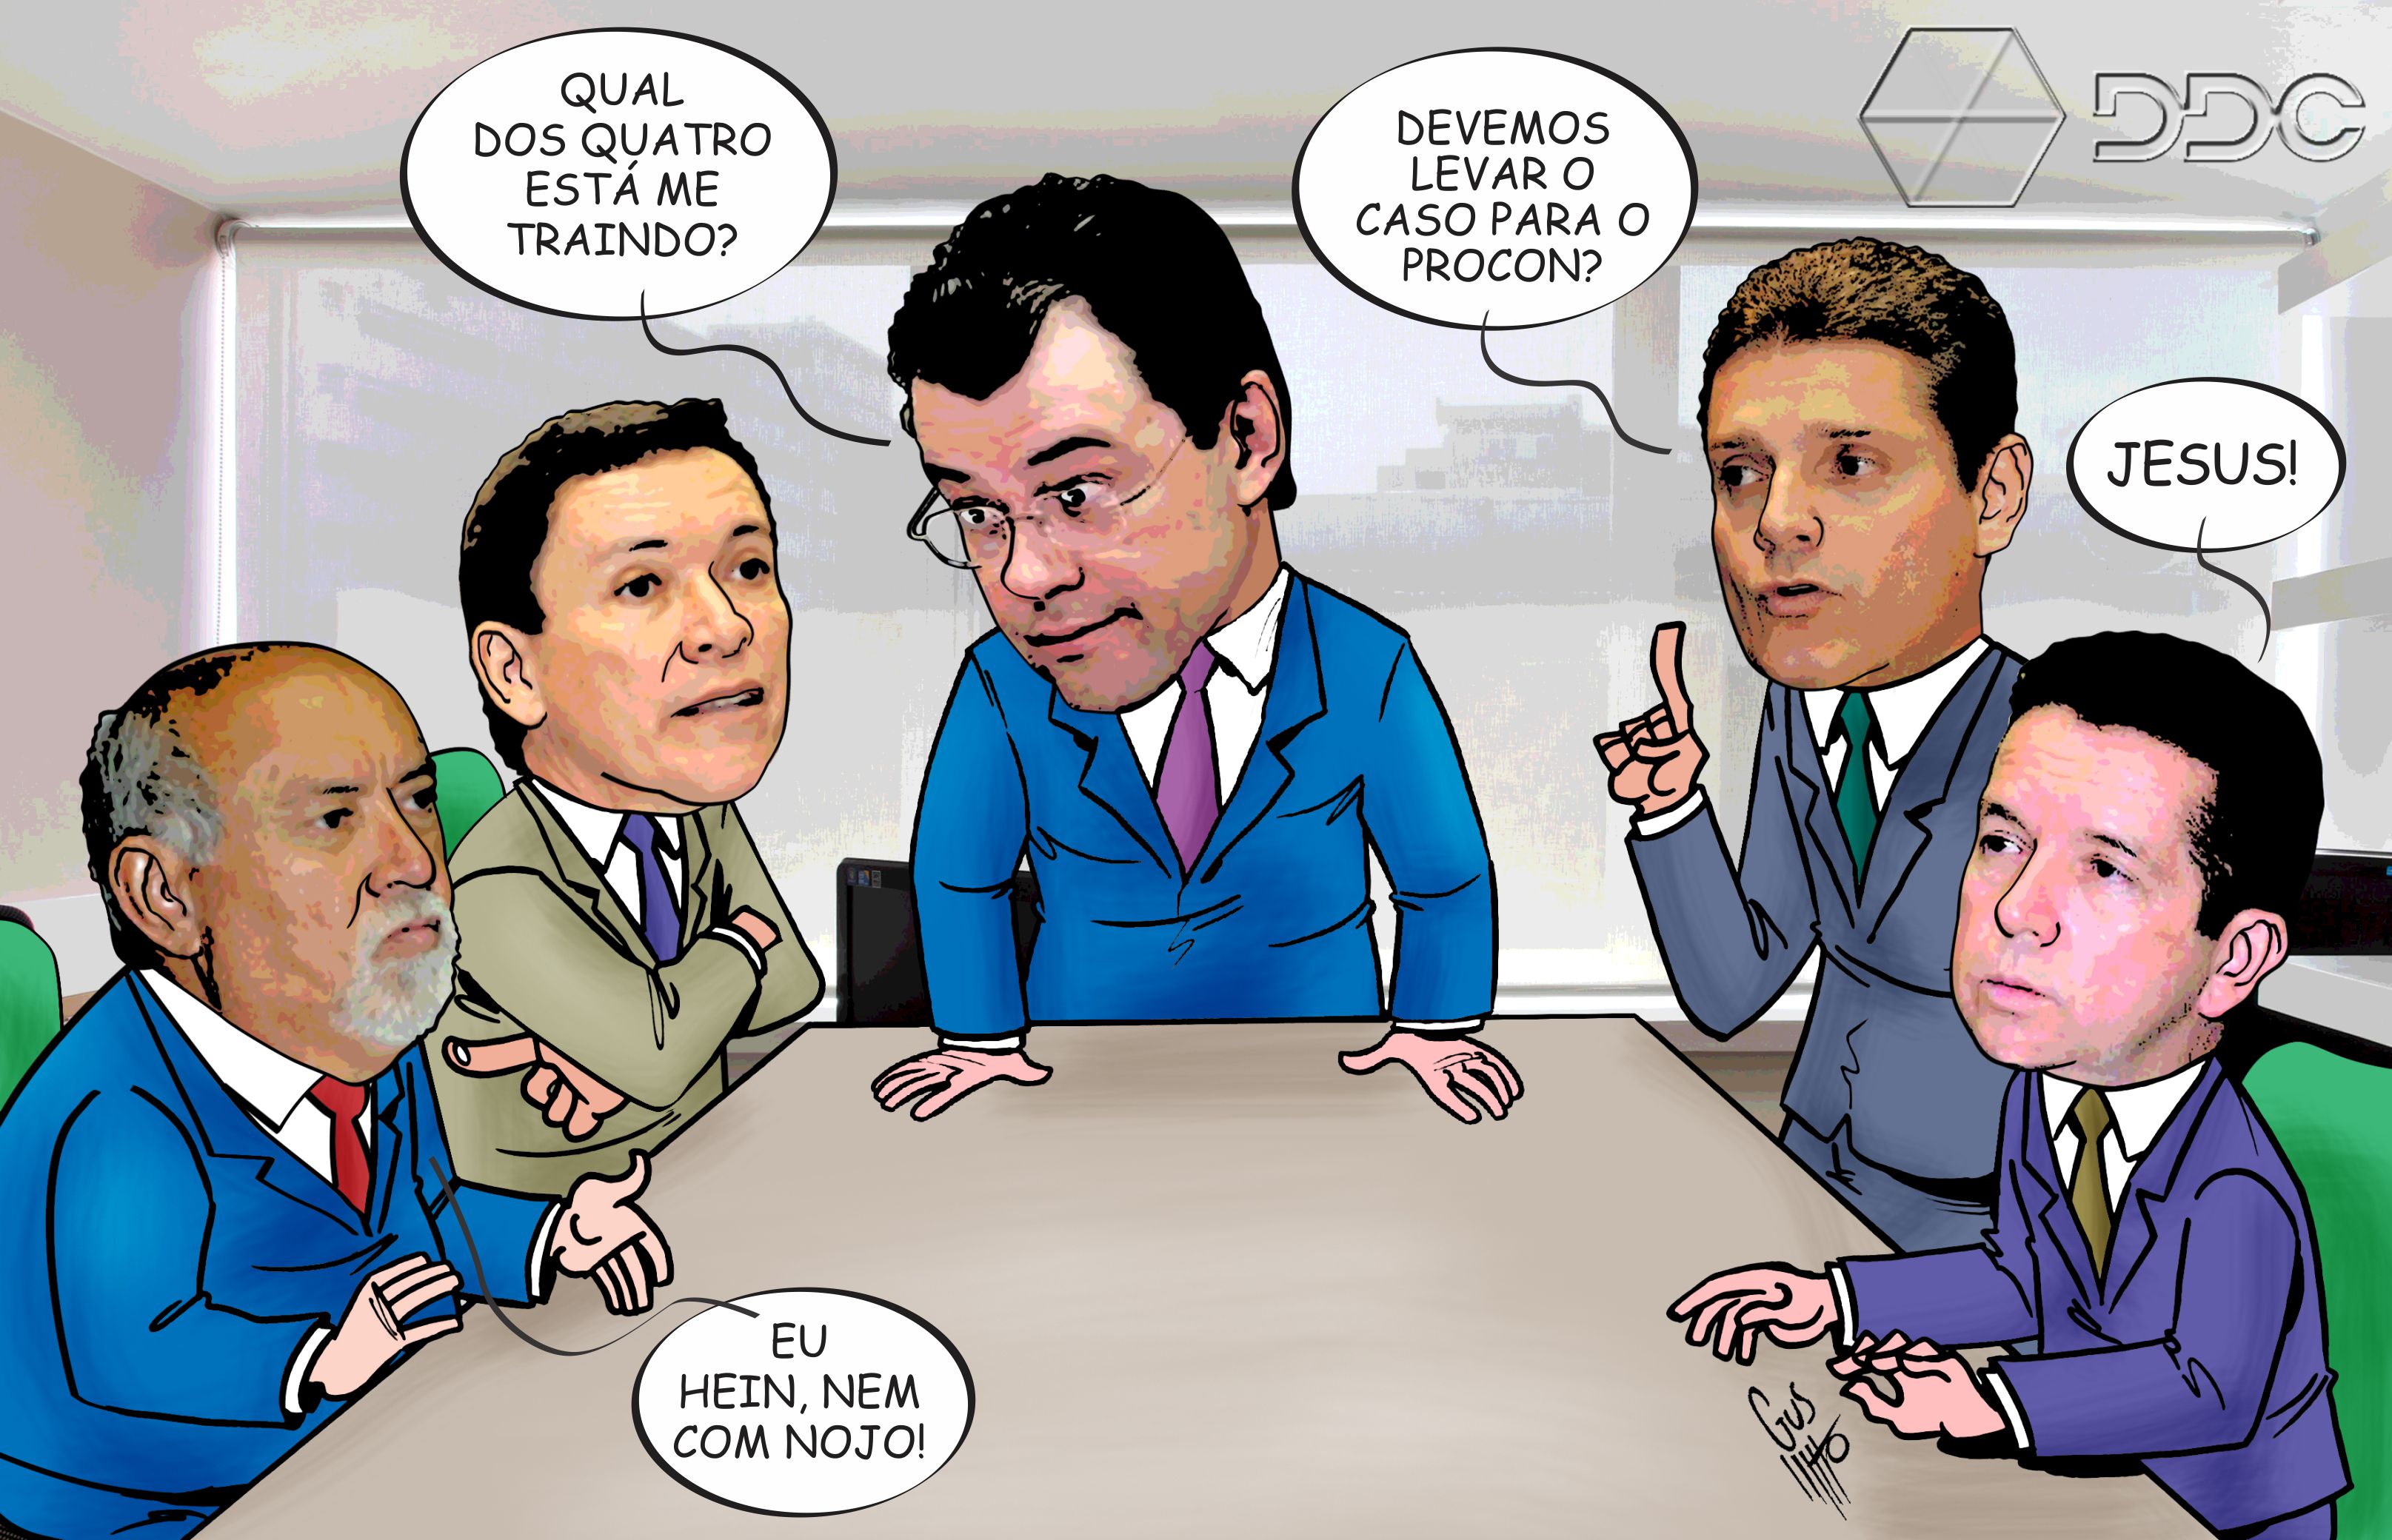 QUAL
DOS QUATRO
ESTÁ ME
TRAINDO?
DEVEMOS
LEVAR O
CASO PARA O
PROCON?
DDC
JESUS!
EU
HEIN, NEM
COM NOJO!
Gus